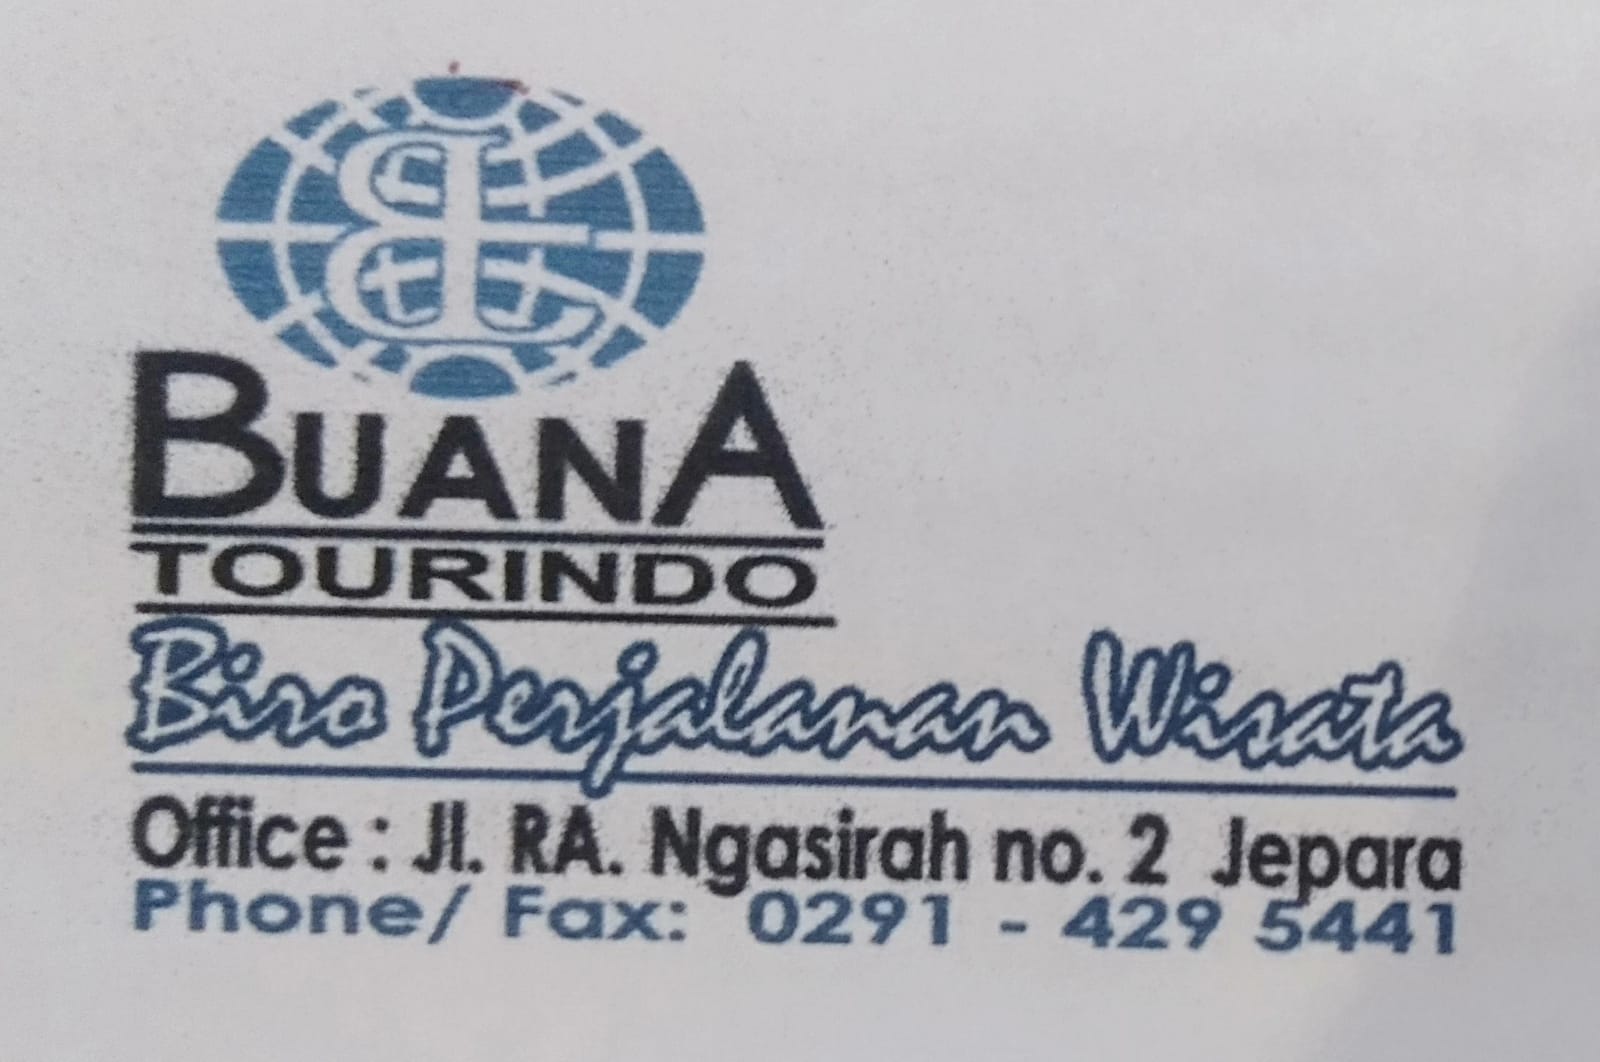 BUANA
TOURINDO
Biro Perjalanan Wisata
Office : Jl. RA. Ngasirah no. 2 Jepara
Phone/ Fax: 0291 - 429 5441